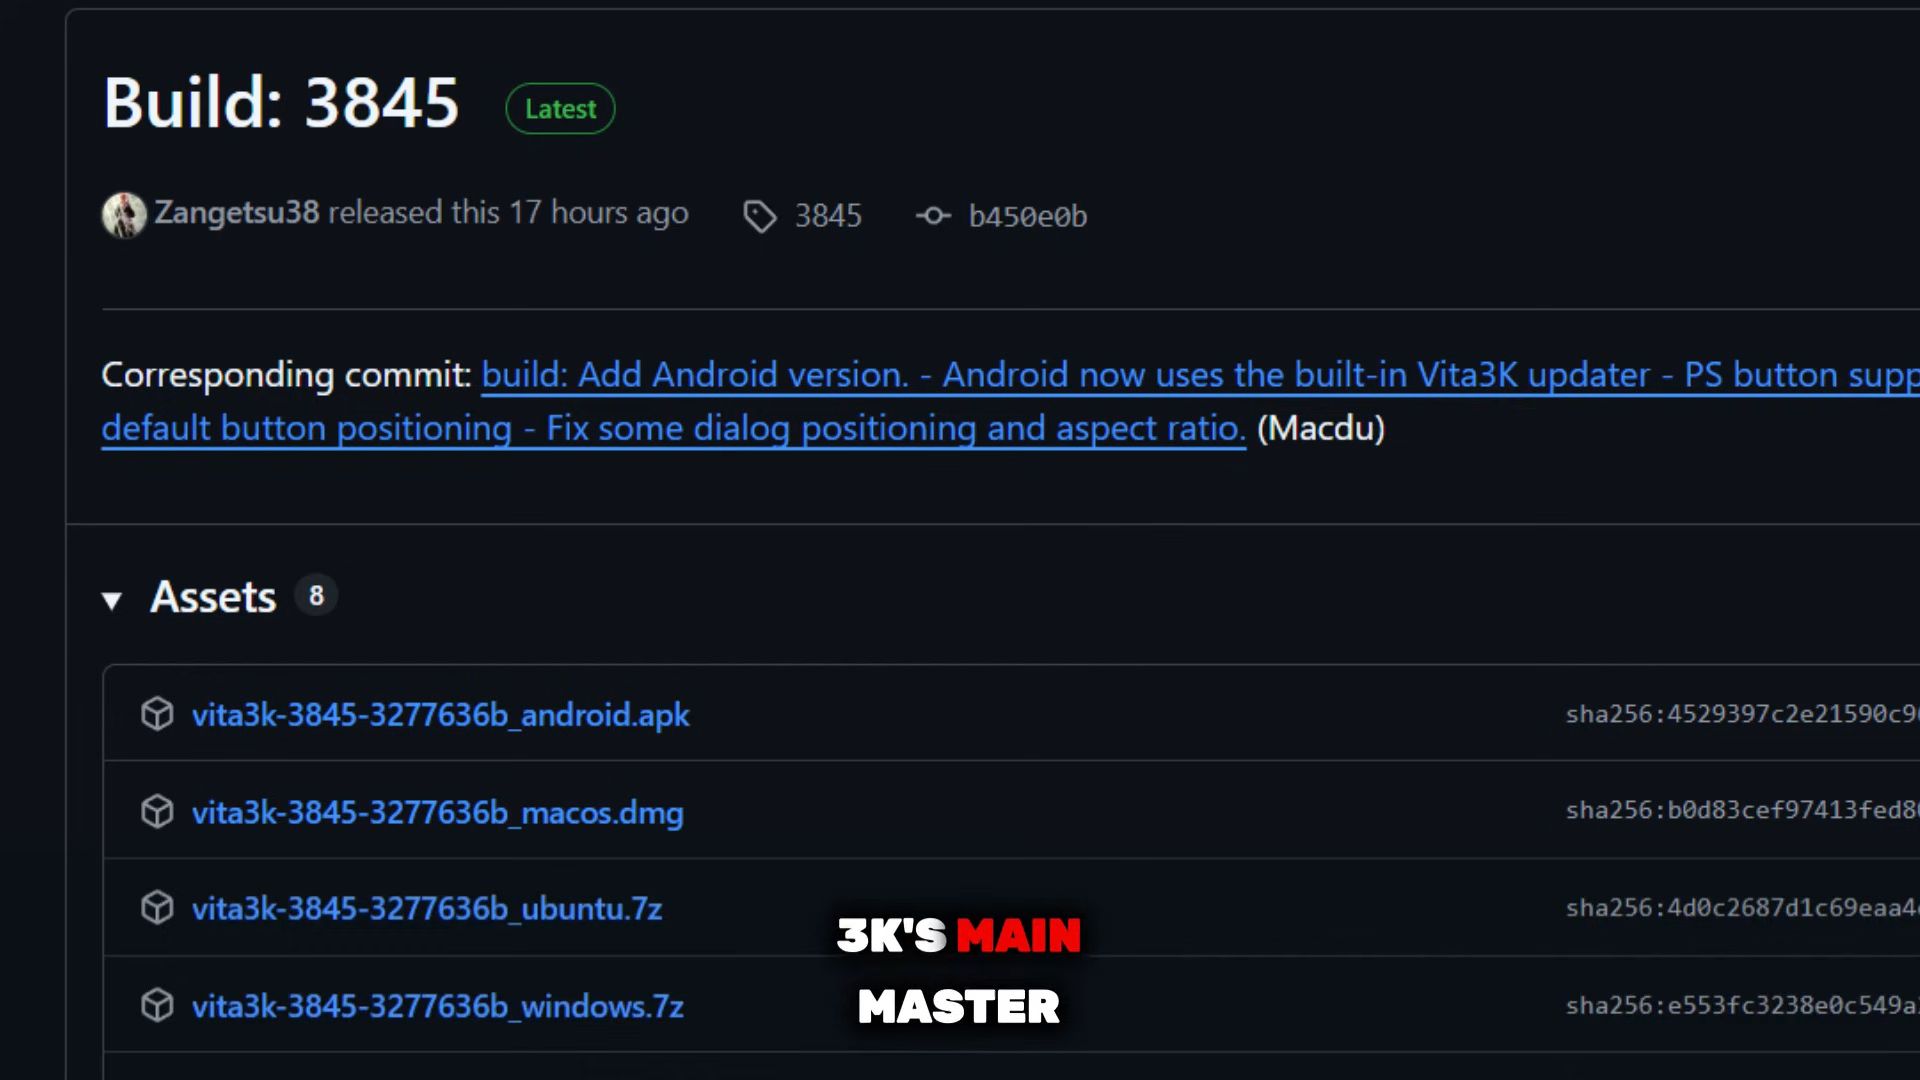 Build: 3845 Latest
Zangetsu38 released this 17 hours ago 3845 b450e0b
Corresponding commit: build: Add Android version. - Android now uses the built-in Vita3K updater - PS button supp
default button positioning - Fix some dialog positioning and aspect ratio. (Macdu)
Assets 8
vita3k-3845-3277636b_android.apk sha256:4529397c2e21590c9
vita3k-3845-3277636b_macos.dmg sha256:b0d83cef97413fed8
vita3k-3845-3277636b_ubuntu.7z sha256:4d0c2687d1c69eaa4
vita3k-3845-3277636b_windows.7z sha256:e553fc3238e0c549a
3K'S MAIN
MASTER